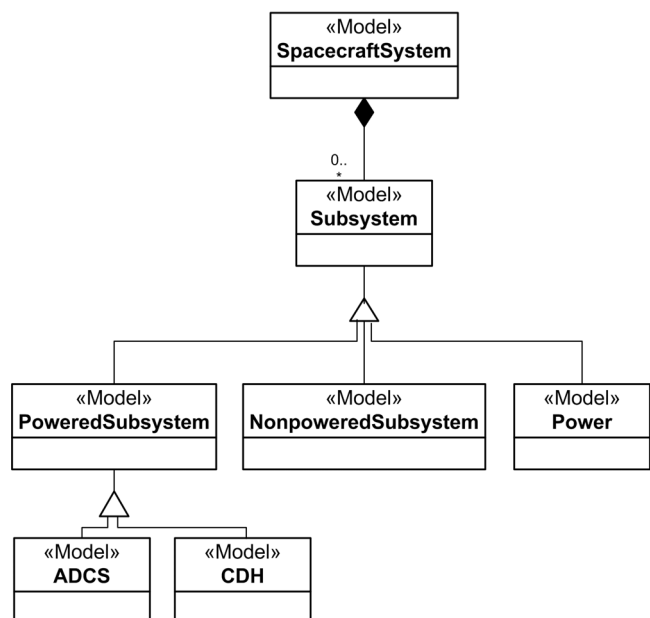 «Model»
SpacecraftSystem
0..
*
«Model»
Subsystem
«Model»
PoweredSubsystem
«Model»
NonpoweredSubsystem
«Model»
Power
«Model»
ADCS
«Model»
CDH